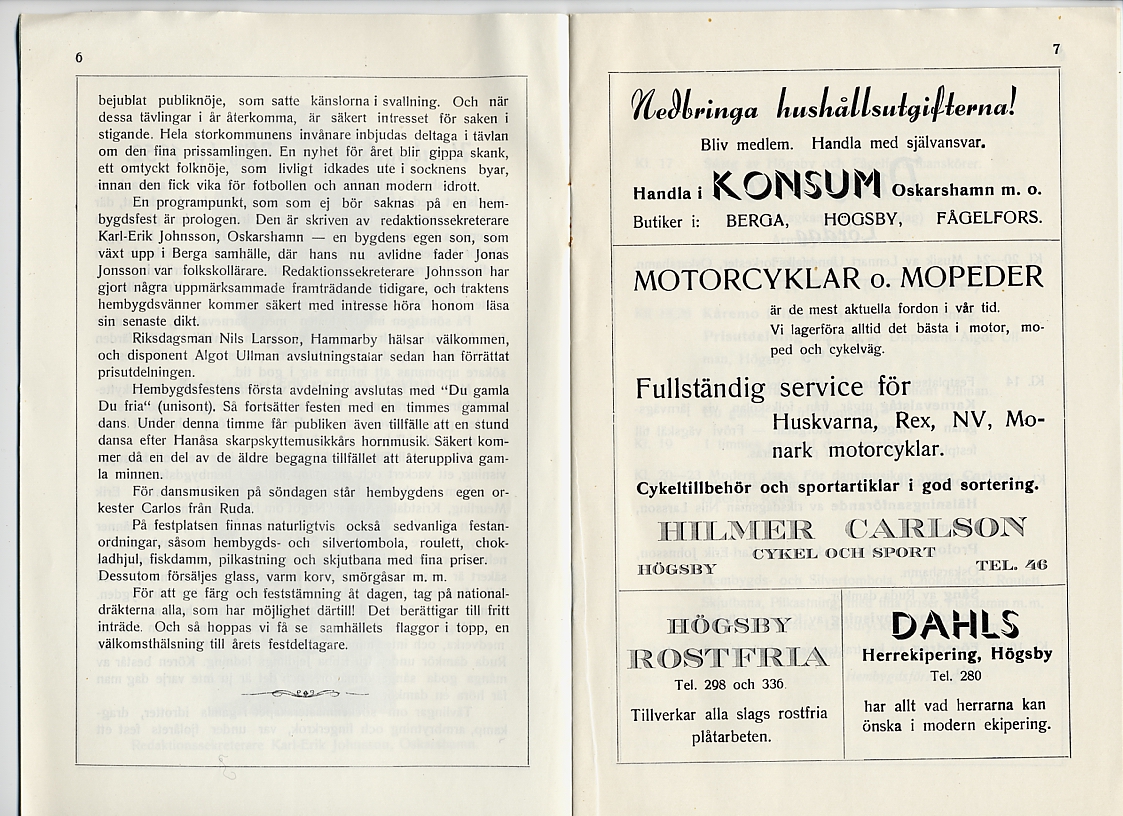 6
bejublat publiknöje, som satte känslorna i svallning. Och när
dessa tävlingar i år återkomma, är säkert intresset för saken i
stigande. Hela storkommunens invånare inbjudas deltaga i tävlan
om den fina prissamlingen. En nyhet för året blir gippa skank,
ett omtyckt folknöje, som livligt idkades ute i socknens byar,
innan den fick vika för fotbollen och annan modern idrott.
En programpunkt, som som ej bör saknas på en hem-
bygdsfest är prologen. Den är skriven av redaktionssekreterare
Karl-Erik Johnsson, Oskarshamn — en bygdens egen son, som
växt upp i Berga samhälle, där hans nu avlidne fader Jonas
Jonsson var folkskollärare. Redaktionssekreterare Johnsson har
gjort några uppmärksammade framträdande tidigare, och traktens
hembygdsvänner kommer säkert med intresse höra honom läsa
sin senaste dikt.
Riksdagsman Nils Larsson, Hammarby hälsar välkommen,
och disponent Algot Ullman avslutningstalar sedan han förrättat
prisutdelningen.
Hembygdsfestens första avdelning avslutas med "Du gamla
Du fria" (unisont). Så fortsätter festen med en timmes gammal
dans. Under denna timme får publiken även tillfälle att en stund
dansa efter Hanåsa skarpskyttemusikkårs hornmusik. Säkert kom-
mer då en del av de äldre begagna tillfället att återuppliva gam-
la minnen.
För dansmusiken på söndagen står hembygdens egen or-
kester Carlos från Ruda.
På festplatsen finnas naturligtvis också sedvanliga festan-
ordningar, såsom hembygds- och silvertombola, roulett, chok-
ladhjul, fiskdamm, pilkastning och skjutbana med fina priser.
Dessutom försäljes glass, varm korv, smörgåsar m. m.
För att ge färg och feststämning åt dagen, tag på national-
dräkterna alla, som har möjlighet därtill! Det berättigar till fritt
inträde. Och så hoppas vi få se samhällets flaggor i topp, en
välkomsthälsning till årets festdeltagare.
7
Nedbringa hushållsutgifterna!
Bliv medlem. Handla med självansvar.
Handla i KONSUM Oskarshamn m. o.
Butiker i: BERGA, HÖGSBY, FÅGELFORS.
MOTORCYKLAR o. MOPEDER
är de mest aktuella fordon i vår tid.
Vi lagerföra alltid det bästa i motor, mo-
ped och cykelväg.
Fullständig service för
Huskvarna, Rex, NV, Mo-
nark motorcyklar.
Cykeltillbehör och sportartiklar i god sortering.
HILMER CARLSON
CYKEL OCH SPORT
HÖGSBY TEL. 46
HÖGSBY
ROSTFRIA
Tel. 298 och 336
Tillverkar alla slags rostfria
plåtarbeten.
DAHLS
Herrekipering, Högsby
Tel. 280
har allt vad herrarna kan
önska i modern ekipering.